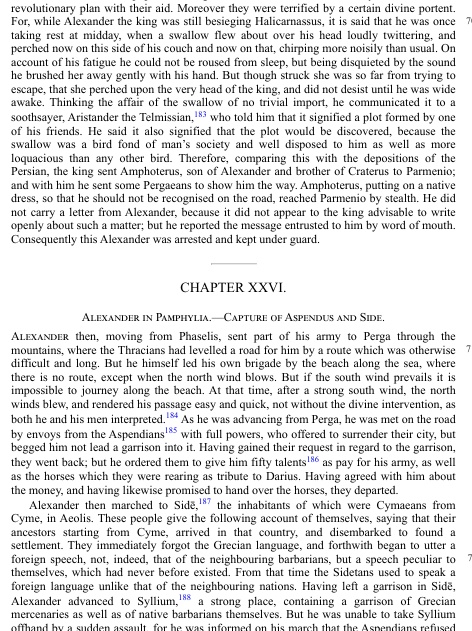 revolutionary plan with their aid. Moreover they were terrified by a certain divine portent.
For, while Alexander the king was still besieging Halicarnassus, it is said that he was once
taking rest at midday, when a swallow flew about over his head loudly twittering, and
perched now on this side of his couch and now on that, chirping more noisily than usual. On
account of his fatigue he could not be roused from sleep, but being disquieted by the sound
he brushed her away gently with his hand. But though struck she was so far from trying to
escape, that she perched upon the very head of the king, and did not desist until he was wide
awake. Thinking the affair of the swallow of no trivial import, he communicated it to a
soothsayer, Aristander the Telmissian,183 who told him that it signified a plot formed by one
of his friends. He said it also signified that the plot would be discovered, because the
swallow was a bird fond of man's society and well disposed to him as well as more
loquacious than any other bird. Therefore, comparing this with the depositions of the
Persian, the king sent Amphoterus, son of Alexander and brother of Craterus to Parmenio;
and with him he sent some Pergaeans to show him the way. Amphoterus, putting on a native
dress, so that he should not be recognised on the road, reached Parmenio by stealth. He did
not carry a letter from Alexander, because it did not appear to the king advisable to write
openly about such a matter; but he reported the message entrusted to him by word of mouth.
Consequently this Alexander was arrested and kept under guard.
CHAPTER XXVI.
ALEXANDER IN PAMPHYLIA.—CAPTURE OF ASPENDUS AND SIDE.
ALEXANDER then, moving from Phaselis, sent part of his army to Perga through the
mountains, where the Thracians had levelled a road for him by a route which was otherwise
difficult and long. But he himself led his own brigade by the beach along the sea, where
there is no route, except when the north wind blows. But if the south wind prevails it is
impossible to journey along the beach. At that time, after a strong south wind, the north
winds blew, and rendered his passage easy and quick, not without the divine intervention, as
both he and his men interpreted.184 As he was advancing from Perga, he was met on the road
by envoys from the Aspendians185 with full powers, who offered to surrender their city, but
begged him not to lead a garrison into it. Having gained their request in regard to the garrison,
they went back; but he ordered them to give him fifty talents186 as pay for his army, as well
as the horses which they were rearing as tribute to Darius. Having agreed with him about
the money, and having likewise promised to hand over the horses, they departed.
Alexander then marched to Sidē,187 the inhabitants of which were Cymaeans from
Cyme, in Aeolis. These people give the following account of themselves, saying that their
ancestors starting from Cyme, arrived in that country, and disembarked to found a
settlement. They immediately forgot the Grecian language, and forthwith began to utter a
foreign speech, not, indeed, that of the neighbouring barbarians, but a speech peculiar to
themselves, which had never before existed. From that time the Sidetans used to speak a
foreign language unlike that of the neighbouring nations. Having left a garrison in Sidē,
Alexander advanced to Syllium,188 a strong place, containing a garrison of Grecian
mercenaries as well as of native barbarians themselves. But he was unable to take Syllium
offhand by a sudden assault, for he was informed on his march that the Aspendians refused